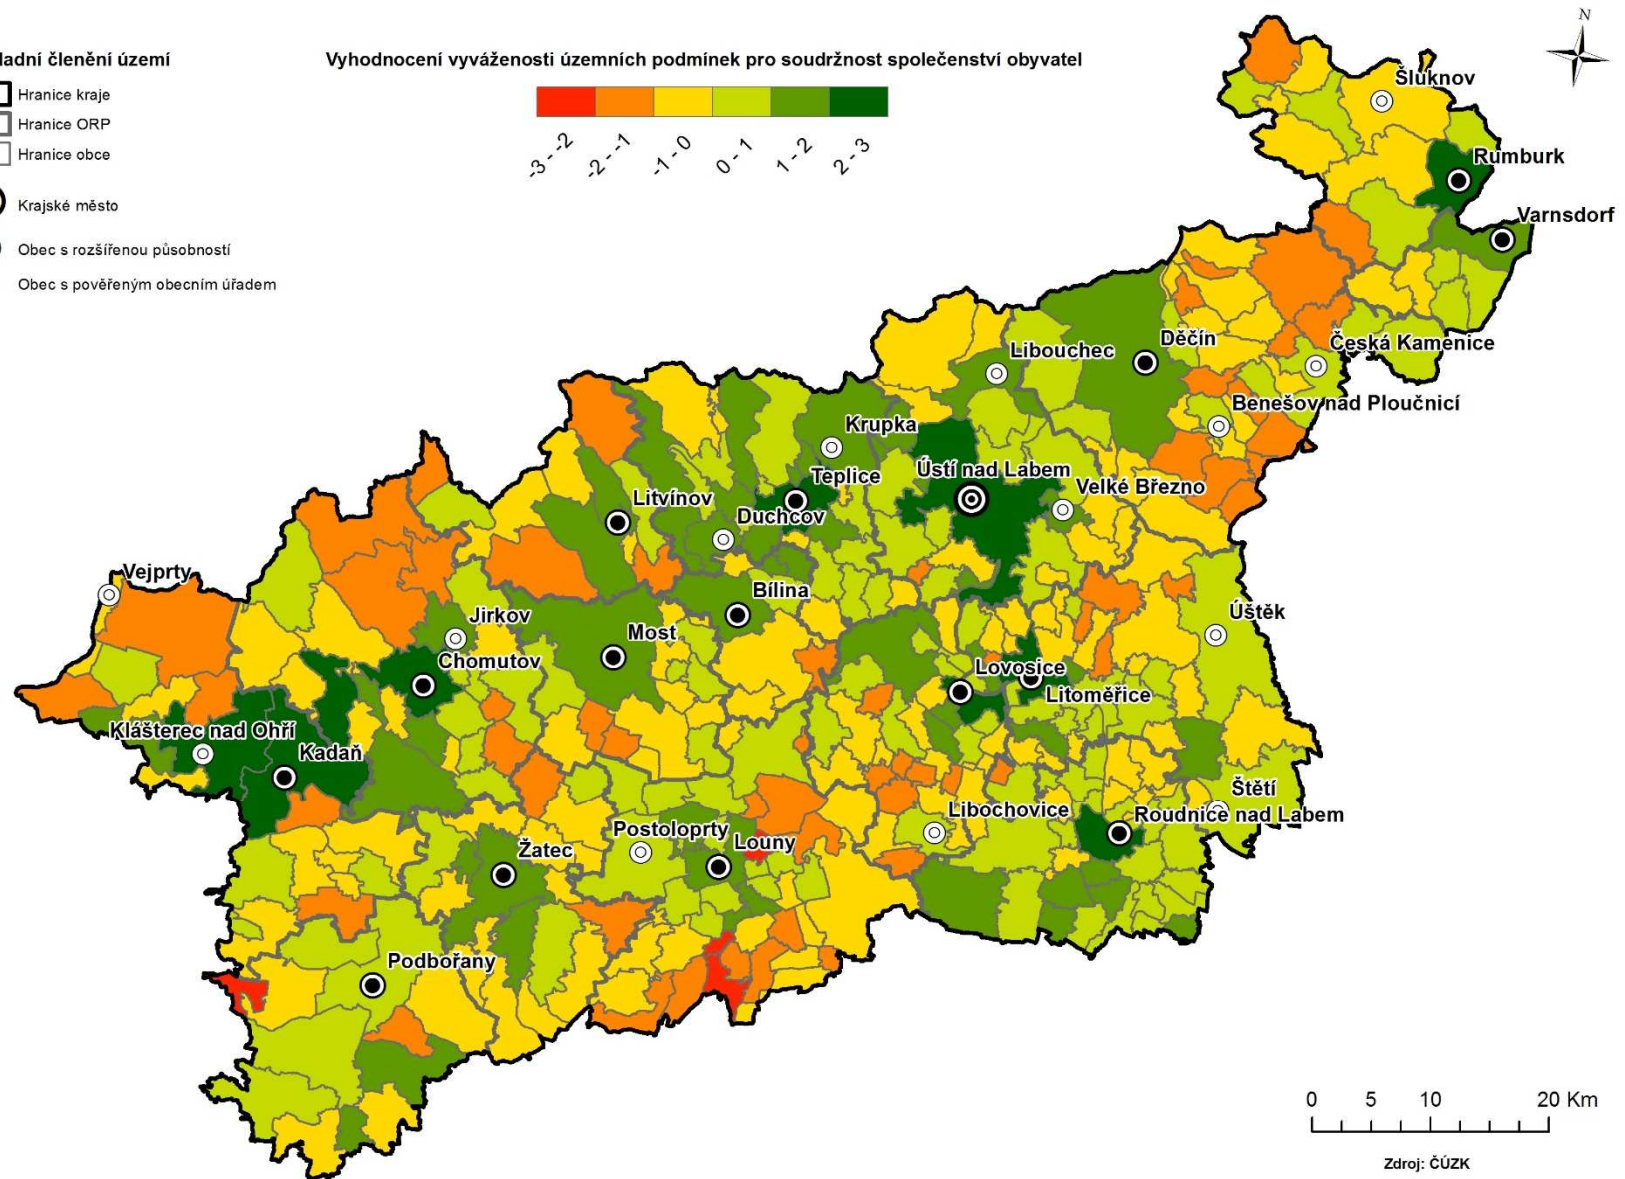 ladní členění území
Hranice kraje
Hranice ORP
Hranice obce
Krajské město
Obec s rozšířenou působností
Obec s pověřeným obecním úřadem
Vyhodnocení vyváženosti územních podmínek pro soudržnost společenství obyvatel
-3 - -2
-2 - -1
-1 - 0
0 - 1
1 - 2
2 - 3
N
Šluknov
Rumburk
Varnsdorf
Děčín
Libouchec
Česká Kamenice
Benešov nad Ploučnicí
Krupka
Ústí nad Labem
Teplice
Velké Březno
Litvínov
Duchcov
Vejprty
Bílina
Jirkov
Úštěk
Most
Chomutov
Lovosice
Litoměřice
Klášterec nad Ohří
Kadaň
Štětí
Libochovice
Roudnice nad Labem
Postoloprty
Louny
Žatec
Podbořany
0 5 10 20 Km
Zdroj: ČÚZK